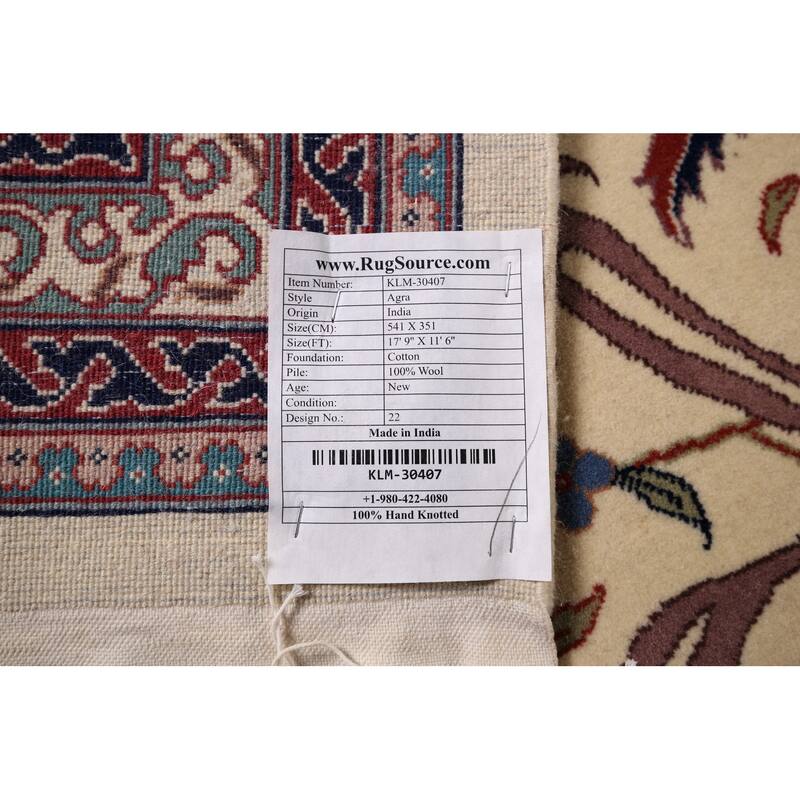 www.RugSource.com
Item Number: KLM-30407
Style Agra
Origin India
Size(CM): 541 X 351
Size(FT): 17' 9" X 11' 6"
Foundation: Cotton
Pile: 100% Wool
Age: New
Condition:
Design No.: 22
Made in India
KLM-30407
+1-980-422-4080
100% Hand Knotted